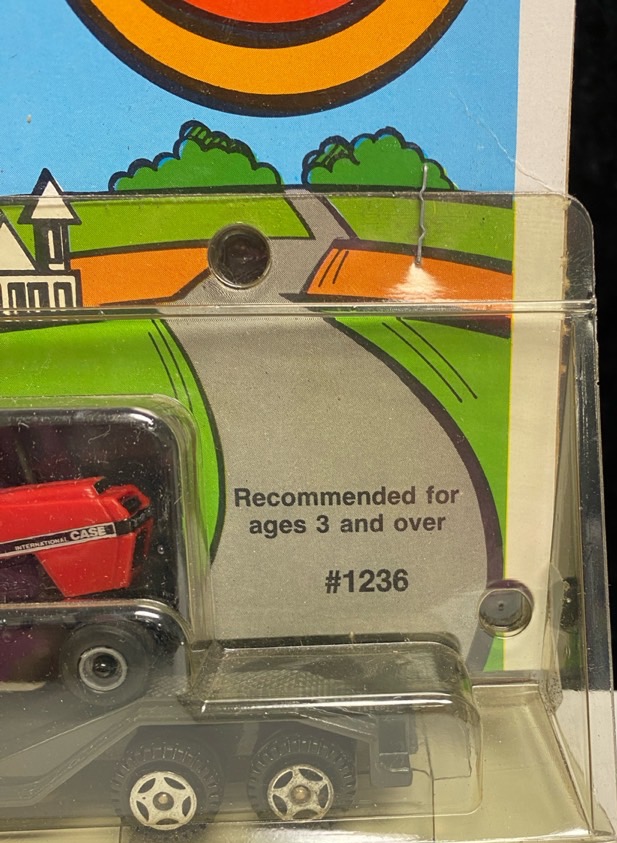 Recommended for
ages 3 and over
#1236
INTERNATIONAL CASE